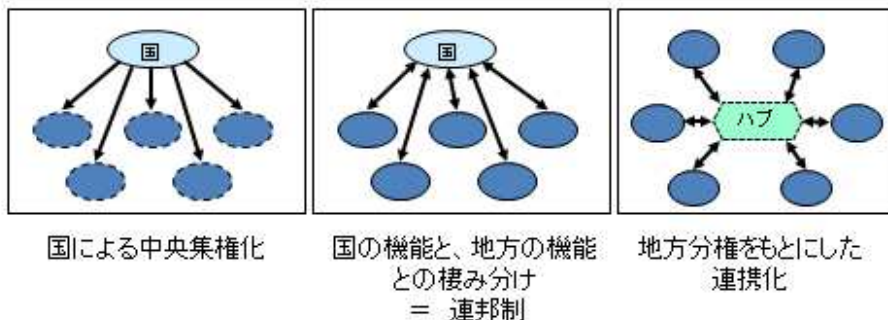 国
国
ハブ
国による中央集権化
国の機能と、地方の機能
との棲み分け
＝ 連邦制
地方分権をもとにした
連携化